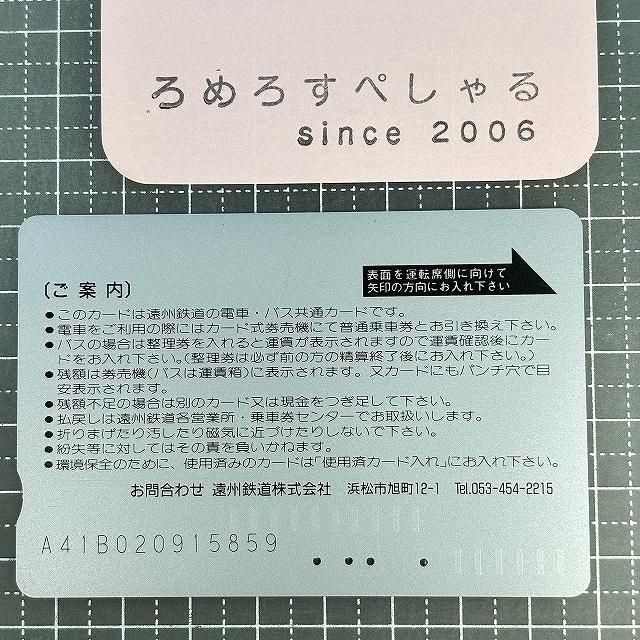 ろめろすぺしゃる
since 2006
表面を運転席側に向けて
矢印の方向にお入れ下さい
〔ご案内〕
●このカードは遠州鉄道の電車・バス共通カードです。
●電車をご利用の際にはカード式券売機にて普通乗車券とお引き換え下さい。
●バスの場合は整理券を入れると運賃が表示されますので運賃確認後にカー
ドをお入れ下さい。(整理券は必ず前の方の精算終了後にお入れ下さい。)
●残額は券売機(バスは運賃箱)に表示されます。又カードにもパンチ穴で目
安表示されます。
●残額不足の場合は別のカード又は現金をつぎ足して下さい。
●払戻しは遠州鉄道各営業所・乗車券センターでお取扱いします。
●折りまげたり汚したり磁気に近づけたりしないで下さい。
●紛失等に対してはその責を負いかねます。
●環境保全のために、使用済みのカードは「使用済カード入れ」にお入れ下さい。
お問合わせ 遠州鉄道株式会社 浜松市旭町12-1 Tel.053-454-2215
A41B020915859